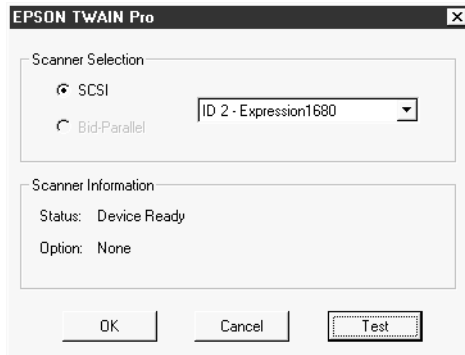 EPSON TWAIN Pro
Scanner Selection
SCSI
ID 2 - Expression1680
Bid-Parallel
Scanner Information
Status: Device Ready
Option: None
OK Cancel Test